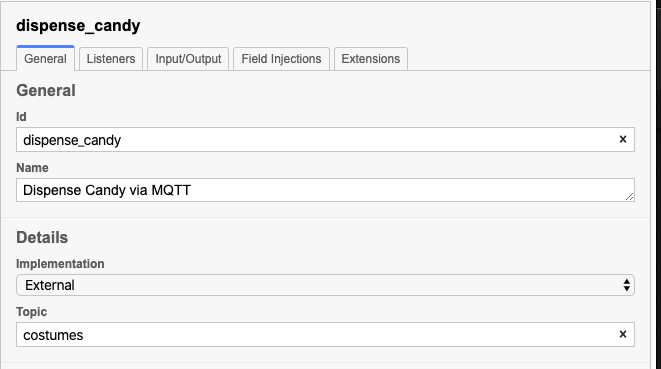 dispense_candy
General Listeners Input/Output Field Injections Extensions
General
Id
dispense_candy ×
Name
Dispense Candy via MQTT
Details
Implementation
External
Topic
costumes ×